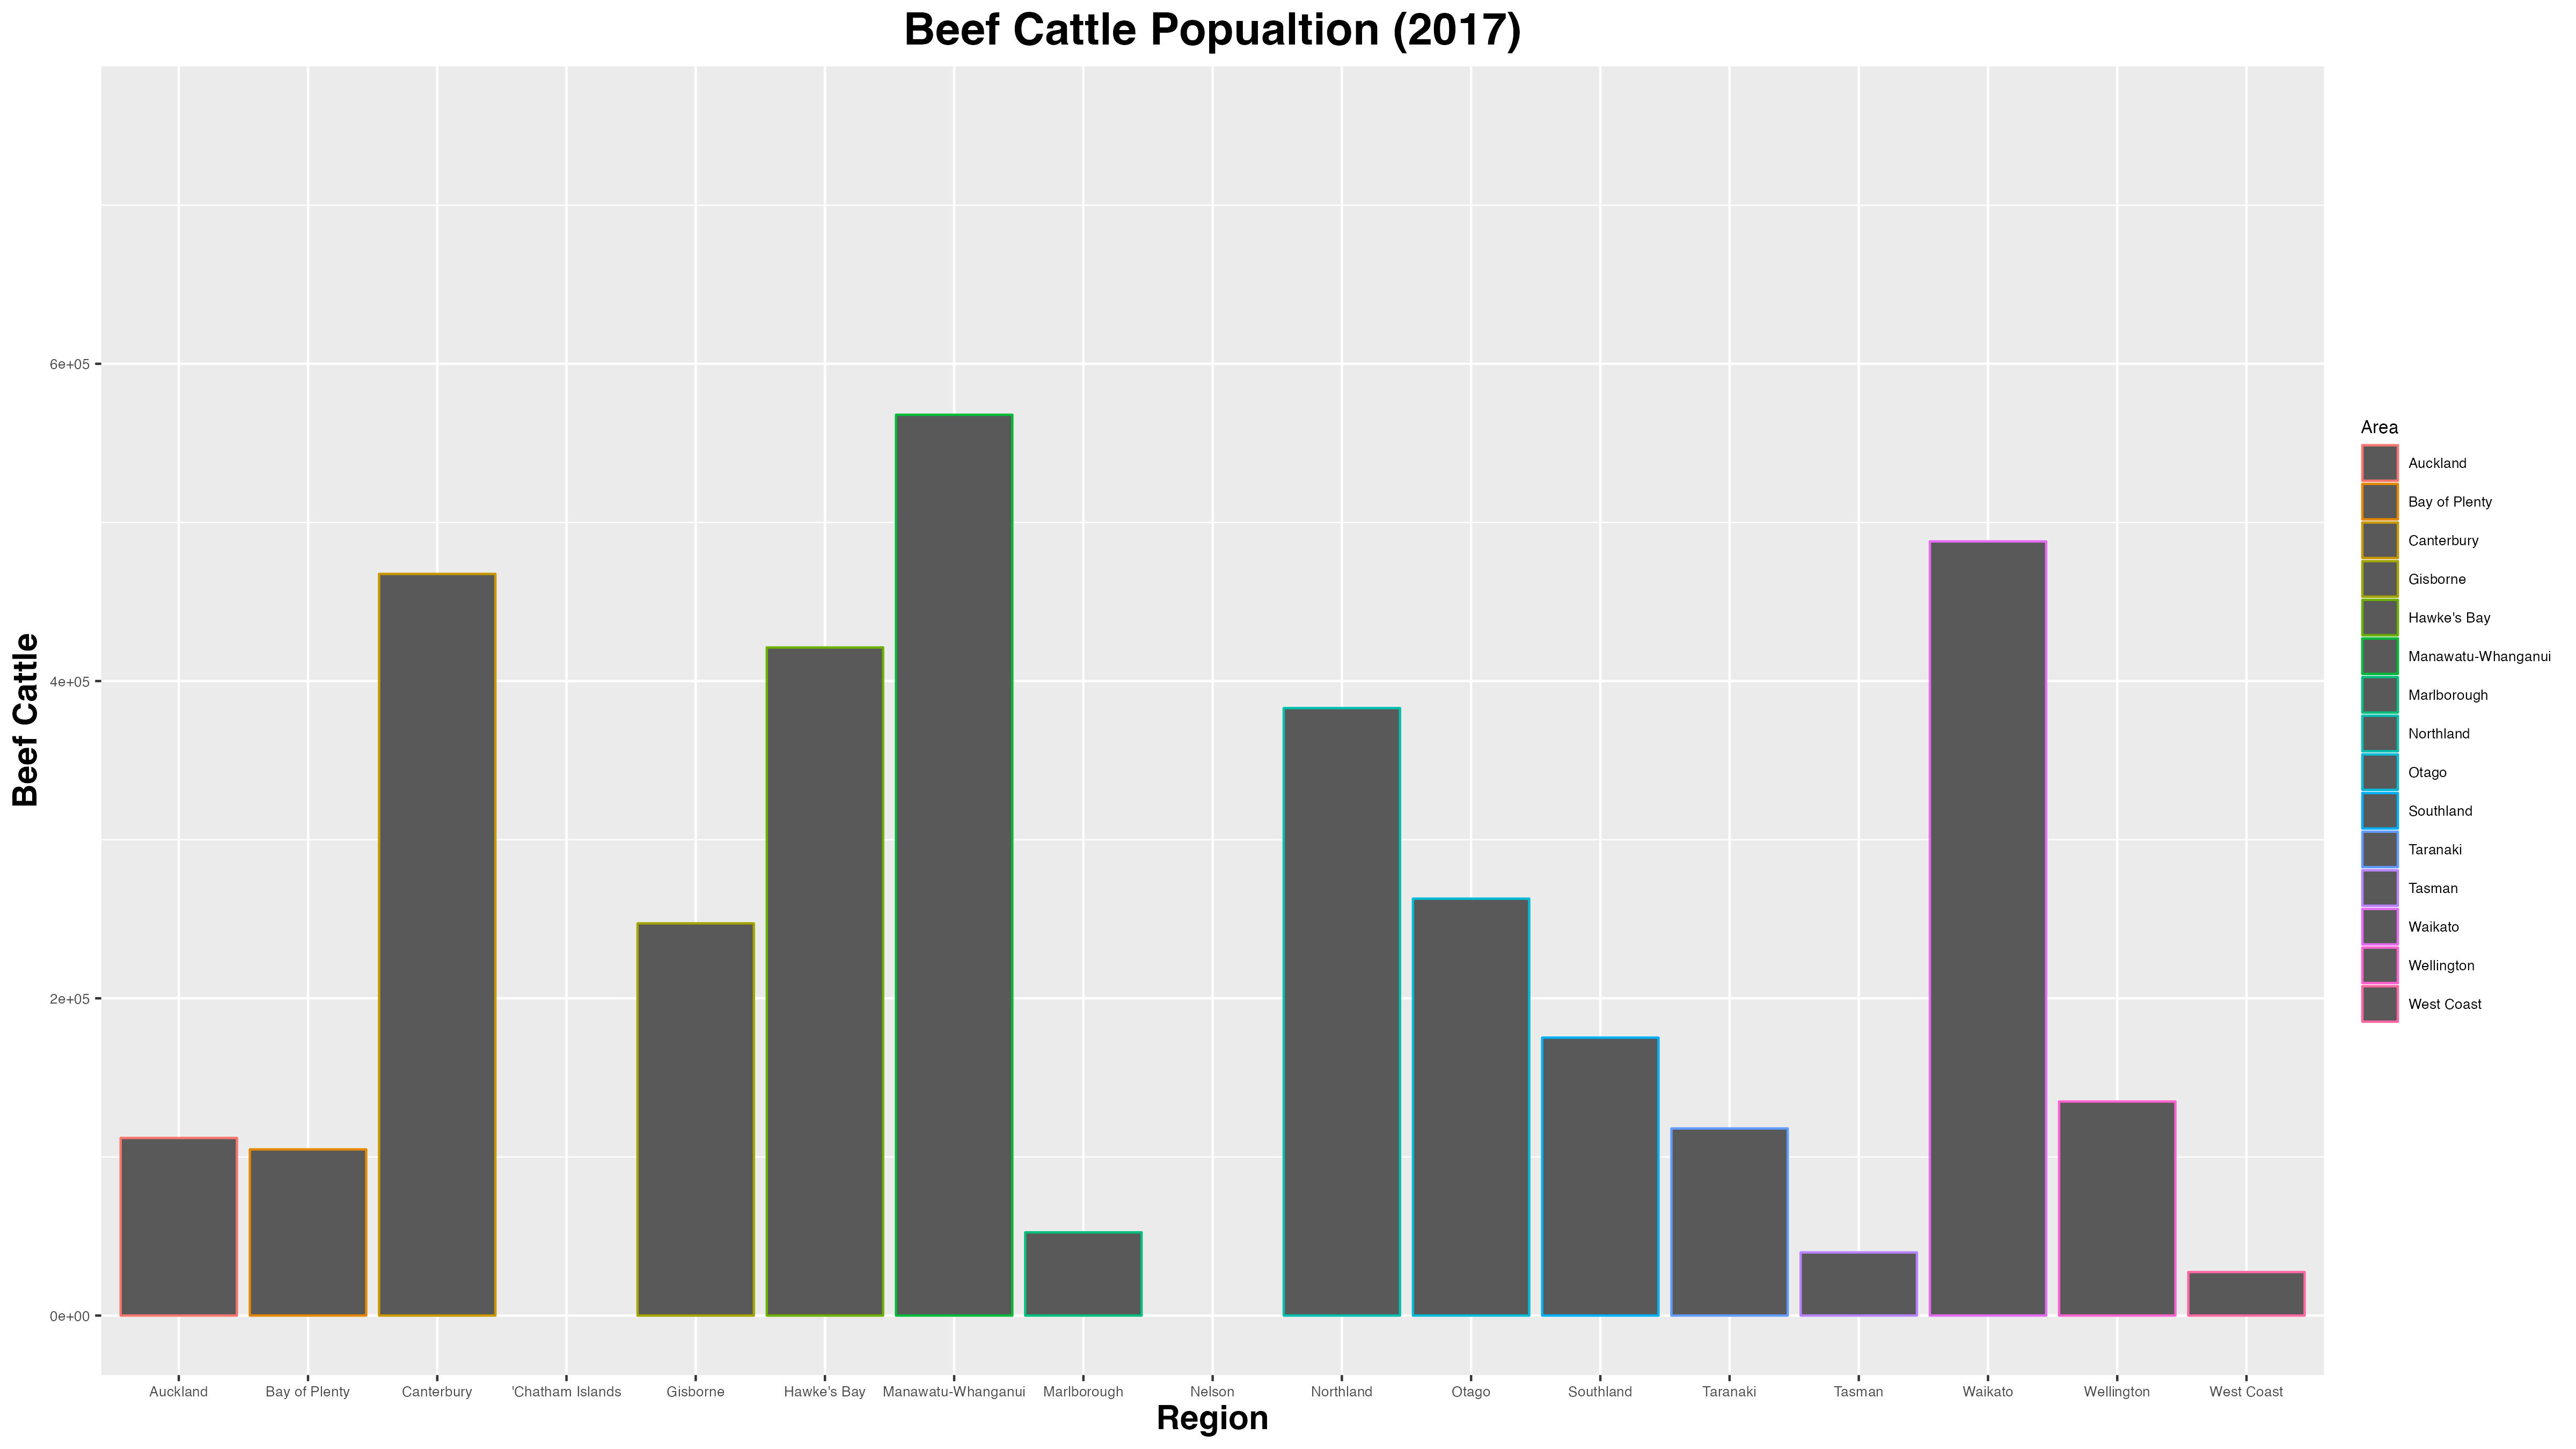 Beef Cattle Popualtion (2017)
Beef Cattle
6e+05
4e+05
2e+05
0e+00
Auckland Bay of Plenty Canterbury 'Chatham Islands Gisborne Hawke's Bay Manawatu-Whanganui Marlborough Nelson Northland Otago Southland Taranaki Tasman Waikato Wellington West Coast
Region
Area
Auckland
Bay of Plenty
Canterbury
Gisborne
Hawke's Bay
Manawatu-Whanganui
Marlborough
Northland
Otago
Southland
Taranaki
Tasman
Waikato
Wellington
West Coast